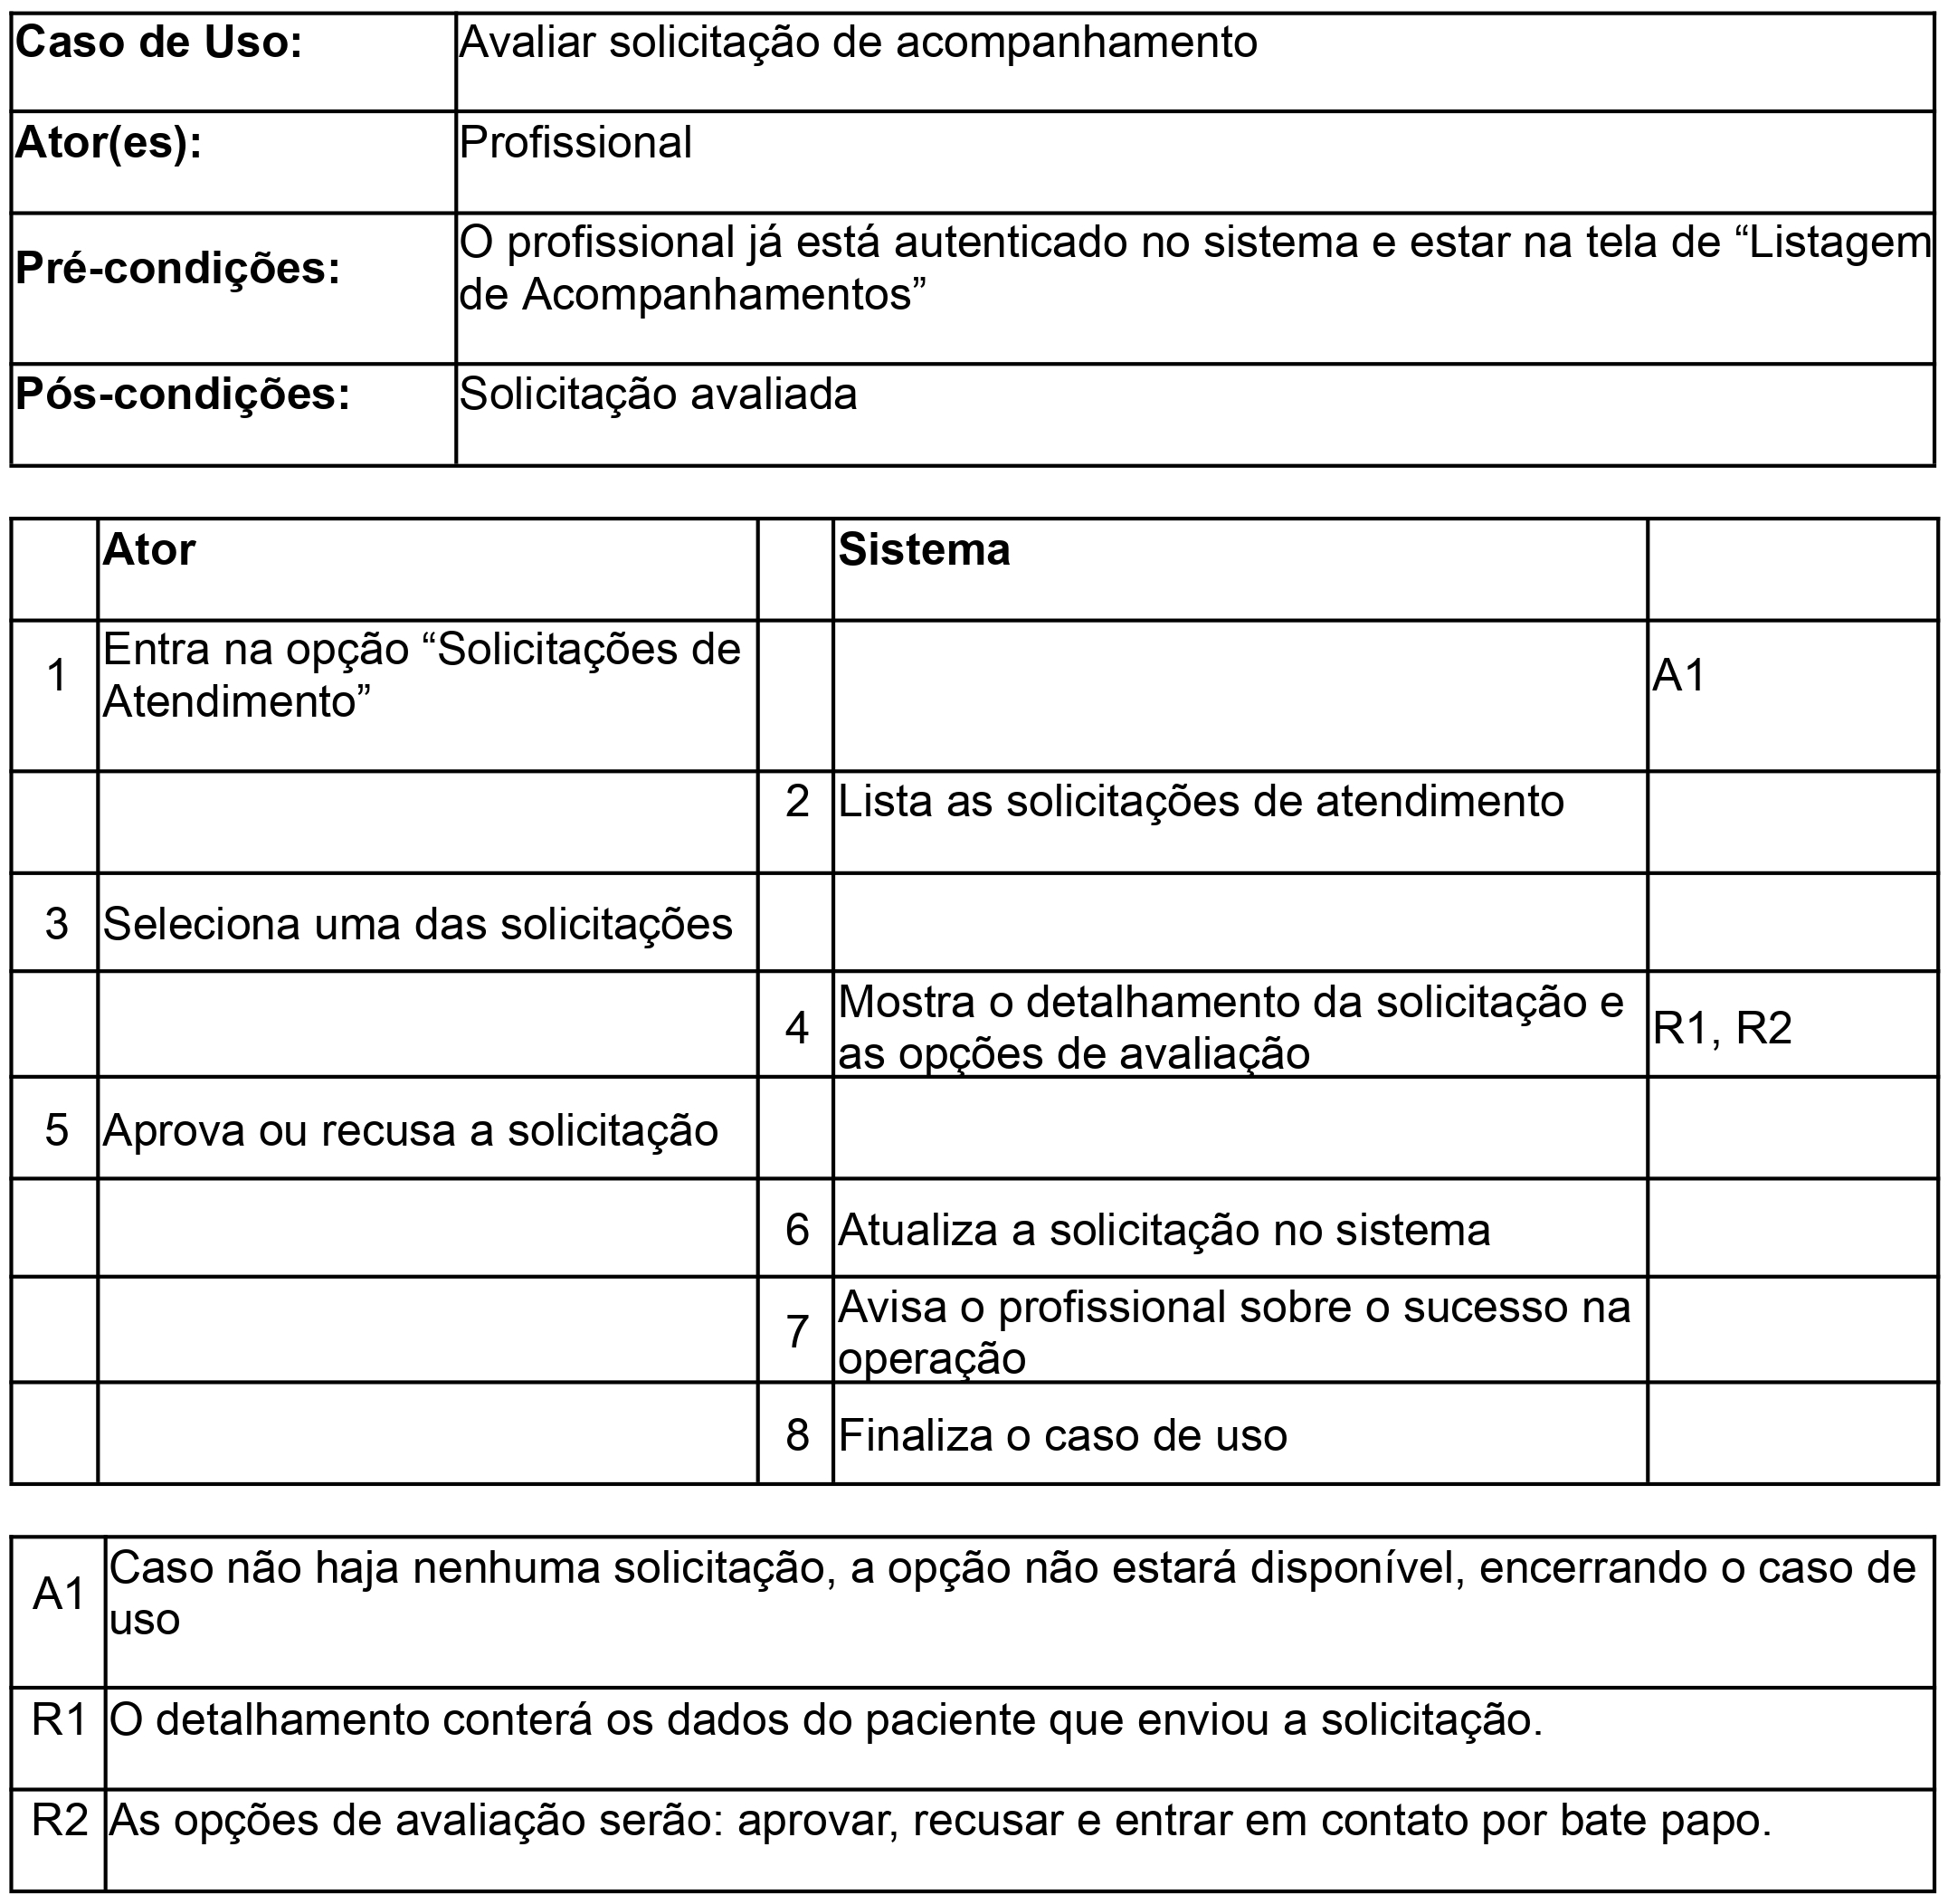 Caso de Uso: Avaliar solicitação de acompanhamento
Ator(es): Profissional
Pré-condições: O profissional já está autenticado no sistema e estar na tela de “Listagem
de Acompanhamentos”
Pós-condições: Solicitação avaliada
Ator Sistema
1 Entra na opção “Solicitações de
Atendimento” A1
2 Lista as solicitações de atendimento
3 Seleciona uma das solicitações
4 Mostra o detalhamento da solicitação e
as opções de avaliação R1, R2
5 Aprova ou recusa a solicitação
6 Atualiza a solicitação no sistema
7 Avisa o profissional sobre o sucesso na
operação
8 Finaliza o caso de uso
A1 Caso não haja nenhuma solicitação, a opção não estará disponível, encerrando o caso de
uso
R1 O detalhamento conterá os dados do paciente que enviou a solicitação.
R2 As opções de avaliação serão: aprovar, recusar e entrar em contato por bate papo.